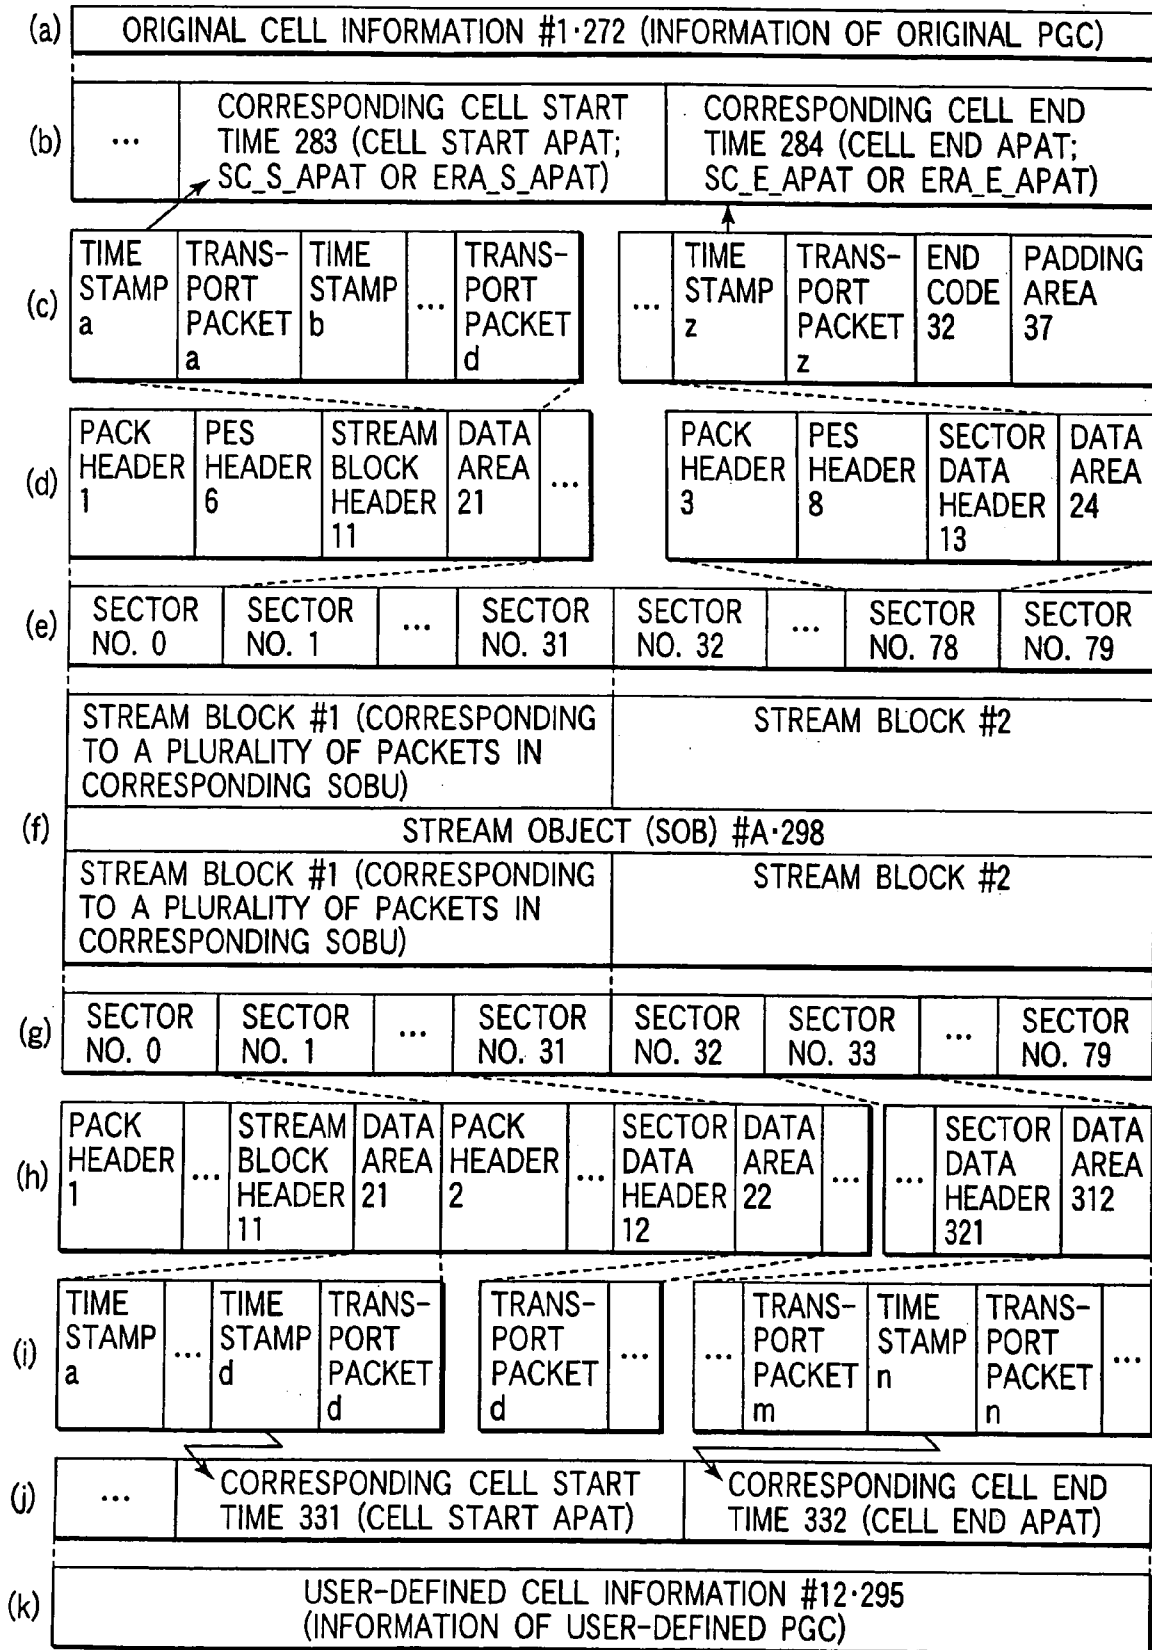 (a) ORIGINAL CELL INFORMATION #1·272 (INFORMATION OF ORIGINAL PGC)
(b) ...
CORRESPONDING CELL START
TIME 283 (CELL START APAT;
SC_S_APAT OR ERA_S_APAT)
CORRESPONDING CELL END
TIME 284 (CELL END APAT;
SC_E_APAT OR ERA_E_APAT)
(c)
TIME
STAMP
a
TRANS-
PORT
PACKET
a
TIME
STAMP
b
...
TRANS-
PORT
PACKET
d
...
TIME
STAMP
z
TRANS-
PORT
PACKET
z
END
CODE
32
PADDING
AREA
37
(d)
PACK
HEADER
1
PES
HEADER
6
STREAM
BLOCK
HEADER
11
DATA
AREA
21
...
PACK
HEADER
3
PES
HEADER
8
SECTOR
DATA
HEADER
13
DATA
AREA
24
(e)
SECTOR
NO. 0
SECTOR
NO. 1
...
SECTOR
NO. 31
SECTOR
NO. 32
...
SECTOR
NO. 78
SECTOR
NO. 79
STREAM BLOCK #1 (CORRESPONDING
TO A PLURALITY OF PACKETS IN
CORRESPONDING SOBU)
STREAM BLOCK #2
(f) STREAM OBJECT (SOB) #A·298
STREAM BLOCK #1 (CORRESPONDING
TO A PLURALITY OF PACKETS IN
CORRESPONDING SOBU)
STREAM BLOCK #2
(g)
SECTOR
NO. 0
SECTOR
NO. 1
...
SECTOR
NO. 31
SECTOR
NO. 32
SECTOR
NO. 33
...
SECTOR
NO. 79
(h)
PACK
HEADER
1
...
STREAM
BLOCK
HEADER
11
DATA
AREA
21
PACK
HEADER
2
...
SECTOR
DATA
HEADER
12
DATA
AREA
22
...
...
SECTOR
DATA
HEADER
321
DATA
AREA
312
(i)
TIME
STAMP
a
...
TIME
STAMP
d
TRANS-
PORT
PACKET
d
TRANS-
PORT
PACKET
d
...
...
TRANS-
PORT
PACKET
m
TIME
STAMP
n
TRANS-
PORT
PACKET
n
...
(j) ...
CORRESPONDING CELL START
TIME 331 (CELL START APAT)
CORRESPONDING CELL END
TIME 332 (CELL END APAT)
(k)
USER-DEFINED CELL INFORMATION #12·295
(INFORMATION OF USER-DEFINED PGC)